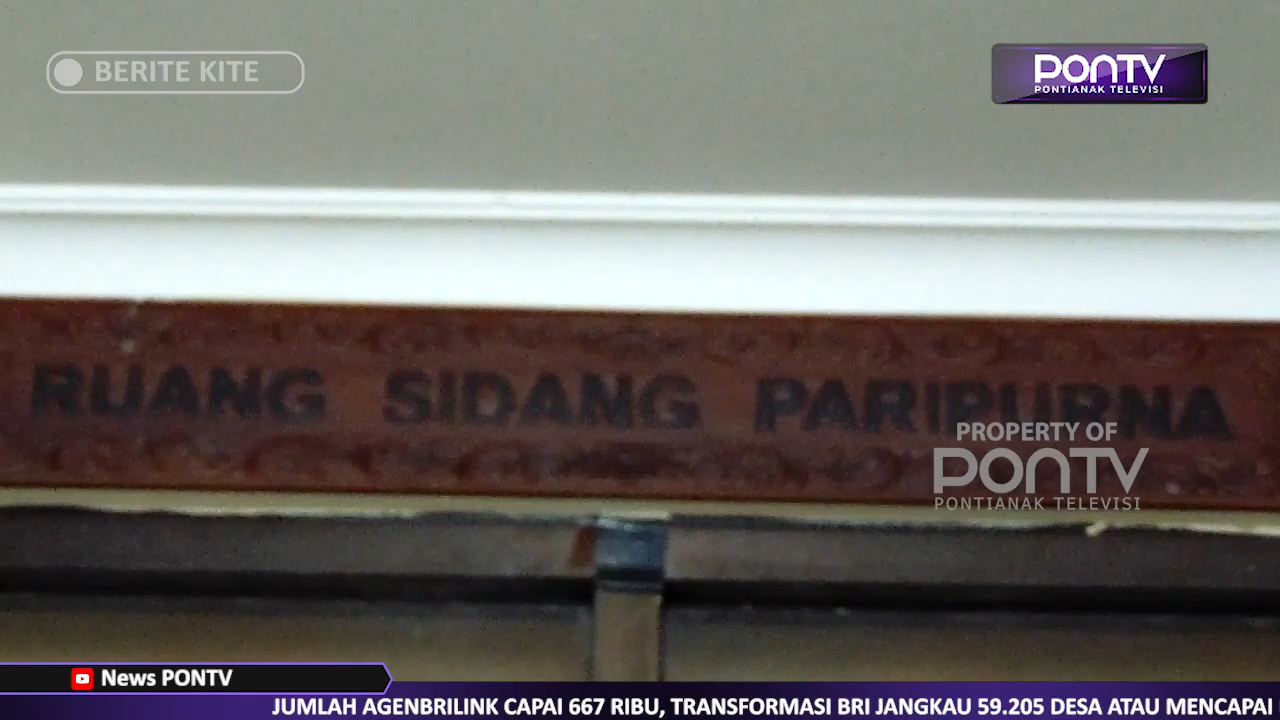 BERITE KITE
PONTV
PONTIANAK TELEVISI
RUANG SIDANG PARIPURNA
PROPERTY OF
PONTV
PONTIANAK TELEVISI
News PONTV
JUMLAH AGENBRILINK CAPAI 667 RIBU, TRANSFORMASI BRI JANGKAU 59.205 DESA ATAU MENCAPAI